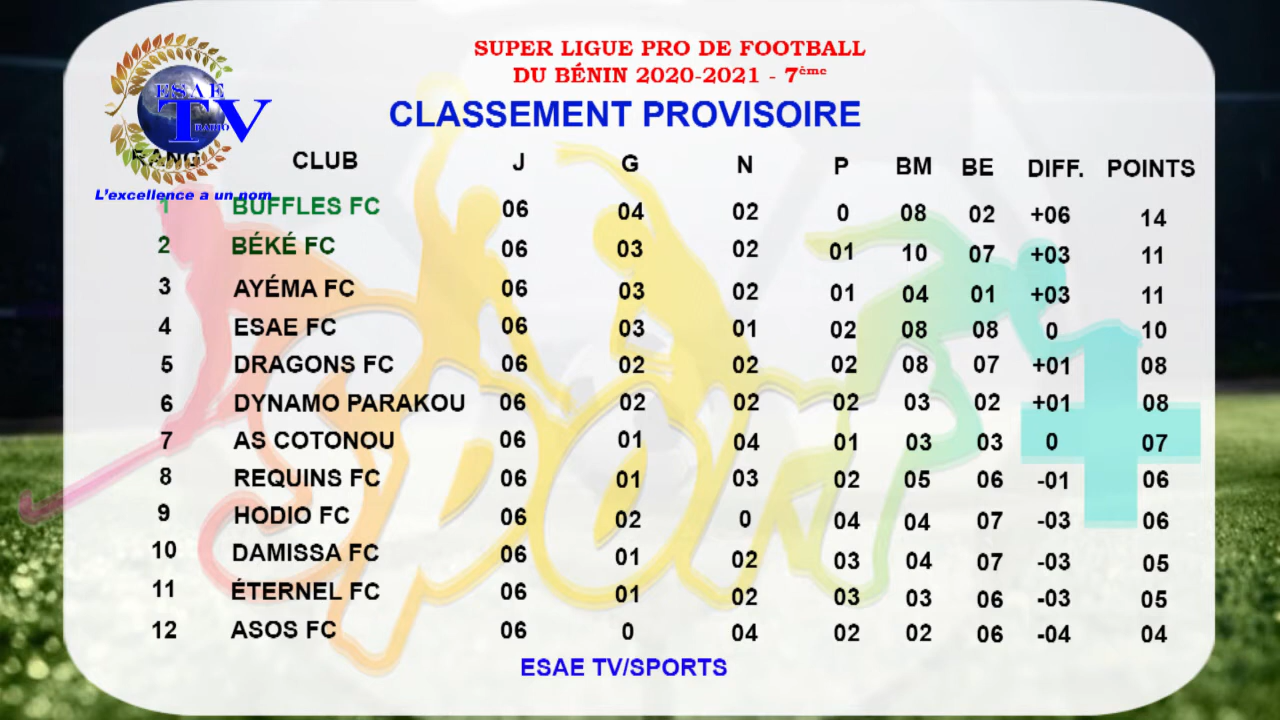 SUPER LIGUE PRO DE FOOTBALL
DU BÉNIN 2020-2021 - 7ème
CLASSEMENT PROVISOIRE
ESAE
TV
RADIO
L'excellence a un nom
RANG CLUB J G N P BM BE DIFF. POINTS
1 BUFFLES FC 06 04 02 0 08 02 +06 14
2 BÉKÉ FC 06 03 02 01 10 07 +03 11
3 AYÉMA FC 06 03 02 01 04 01 +03 11
4 ESAE FC 06 03 01 02 08 08 0 10
5 DRAGONS FC 06 02 02 02 08 07 +01 08
6 DYNAMO PARAKOU 06 02 02 02 03 02 +01 08
7 AS COTONOU 06 01 04 01 03 03 0 07
8 REQUINS FC 06 01 03 02 05 06 -01 06
9 HODIO FC 06 02 0 04 04 07 -03 06
10 DAMISSA FC 06 01 02 03 04 07 -03 05
11 ÉTERNEL FC 06 01 02 03 03 06 -03 05
12 ASOS FC 06 0 04 02 02 06 -04 04
Sport+
ESAE TV/SPORTS